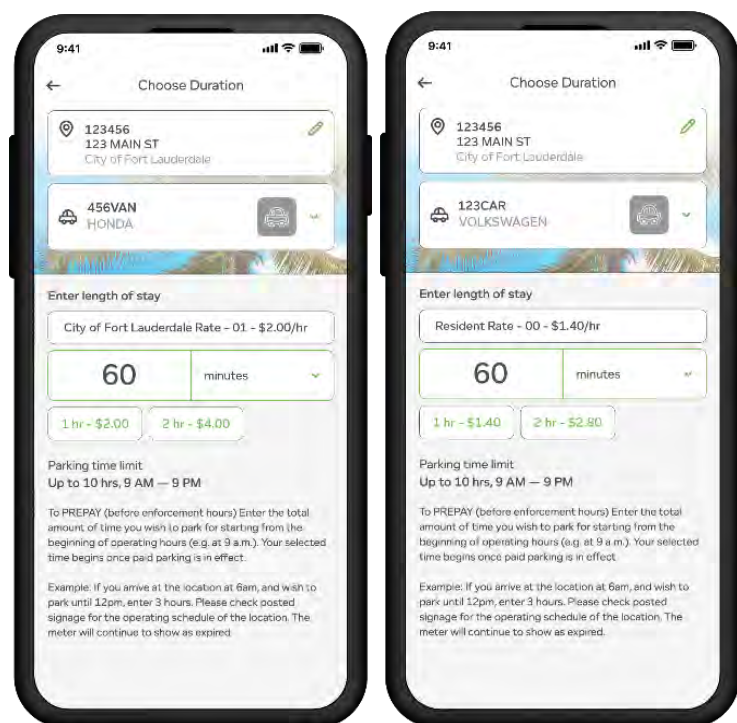 9:41
Choose Duration
123456
123 MAIN ST
City of Fort Lauderdale
456VAN
HONDA
Enter length of stay
City of Fort Lauderdale Rate - 01 - $2.00/hr
60
minutes
1 hr - $2.00
2 hr - $4.00
Parking time limit
Up to 10 hrs, 9 AM — 9 PM
To PREPAY (before enforcement hours) Enter the total
amount of time you wish to park for starting from the
beginning of operating hours (e.g. at 9 a.m.). Your selected
time begins once paid parking is in effect.
Example: If you arrive at the location at 6am, and wish to
park until 12pm, enter 3 hours. Please check posted
signage for the operating schedule of the location. The
meter will continue to show as expired.
9:41
Choose Duration
123456
123 MAIN ST
City of Fort Lauderdale
123CAR
VOLKSWAGEN
Enter length of stay
Resident Rate - 00 - $1.40/hr
60
minutes
1 hr - $1.40
2 hr - $2.80
Parking time limit
Up to 10 hrs, 9 AM — 9 PM
To PREPAY (before enforcement hours) Enter the total
amount of time you wish to park for starting from the
beginning of operating hours (e.g. at 9 a.m.). Your selected
time begins once paid parking is in effect
Example: If you arrive at the location at 6am, and wish to
park until 12pm, enter 3 hours. Please check posted
signage for the operating schedule of the location. The
meter will continue to show as expired.